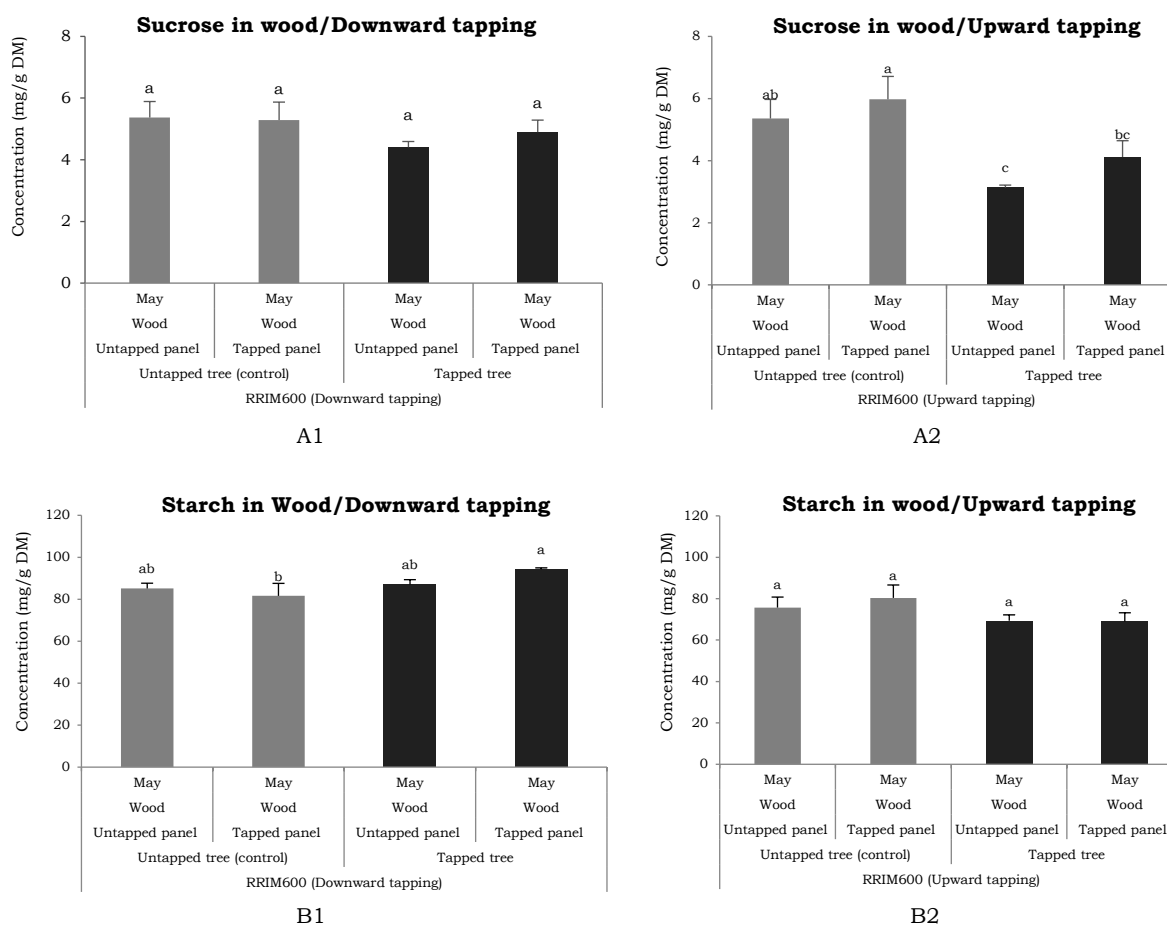 Sucrose in wood/Downward tapping
Concentration (mg/g DM)
8
6
4
2
0
a
a
a
a
May
May
May
May
Wood
Wood
Wood
Wood
Untapped panel
Tapped panel
Untapped panel
Tapped panel
Untapped tree (control)
Tapped tree
RRIM600 (Downward tapping)
A1
Sucrose in wood/Upward tapping
Concentration (mg/g DM)
8
6
4
2
0
ab
a
c
bc
May
May
May
May
Wood
Wood
Wood
Wood
Untapped panel
Tapped panel
Untapped panel
Tapped panel
Untapped tree (control)
Tapped tree
RRIM600 (Upward tapping)
A2
Starch in Wood/Downward tapping
Concentration (mg/g DM)
120
100
80
60
40
20
0
ab
b
ab
a
May
May
May
May
Wood
Wood
Wood
Wood
Untapped panel
Tapped panel
Untapped panel
Tapped panel
Untapped tree (control)
Tapped tree
RRIM600 (Downward tapping)
B1
Starch in wood/Upward tapping
Concentration (mg/g DM)
120
100
80
60
40
20
0
a
a
a
a
May
May
May
May
Wood
Wood
Wood
Wood
Untapped panel
Tapped panel
Untapped panel
Tapped panel
Untapped tree (control)
Tapped tree
RRIM600 (Upward tapping)
B2